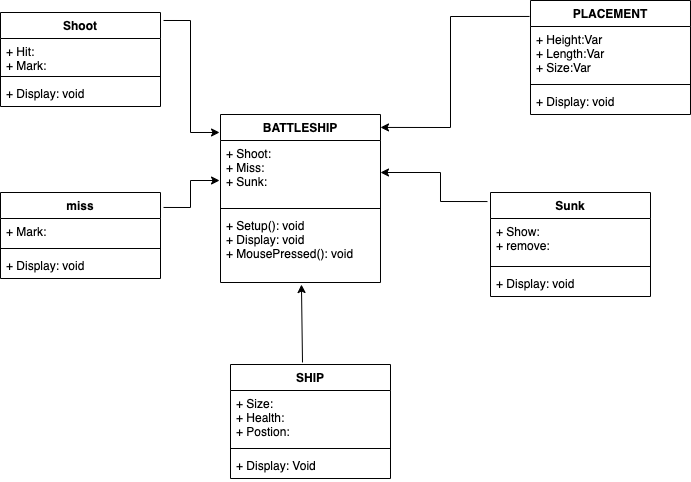 Shoot
+ Hit:
+ Mark:
+ Display: void
PLACEMENT
+ Height:Var
+ Length:Var
+ Size:Var
+ Display: void
BATTLESHIP
+ Shoot:
+ Miss:
+ Sunk:
+ Setup(): void
+ Display: void
+ MousePressed(): void
miss
+ Mark:
+ Display: void
Sunk
+ Show:
+ remove:
+ Display: void
SHIP
+ Size:
+ Health:
+ Postion:
+ Display: Void